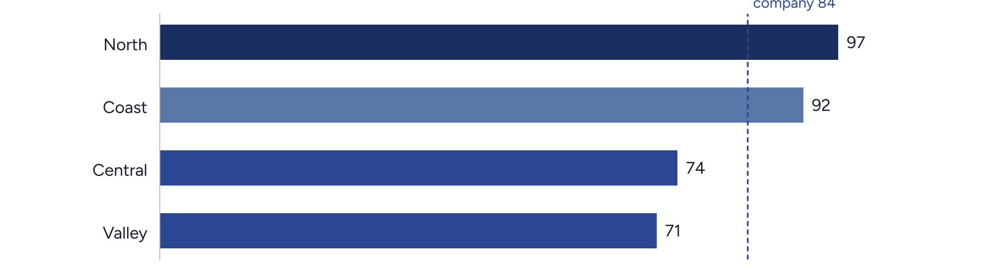 company 84
North 97
Coast 92
Central 74
Valley 71